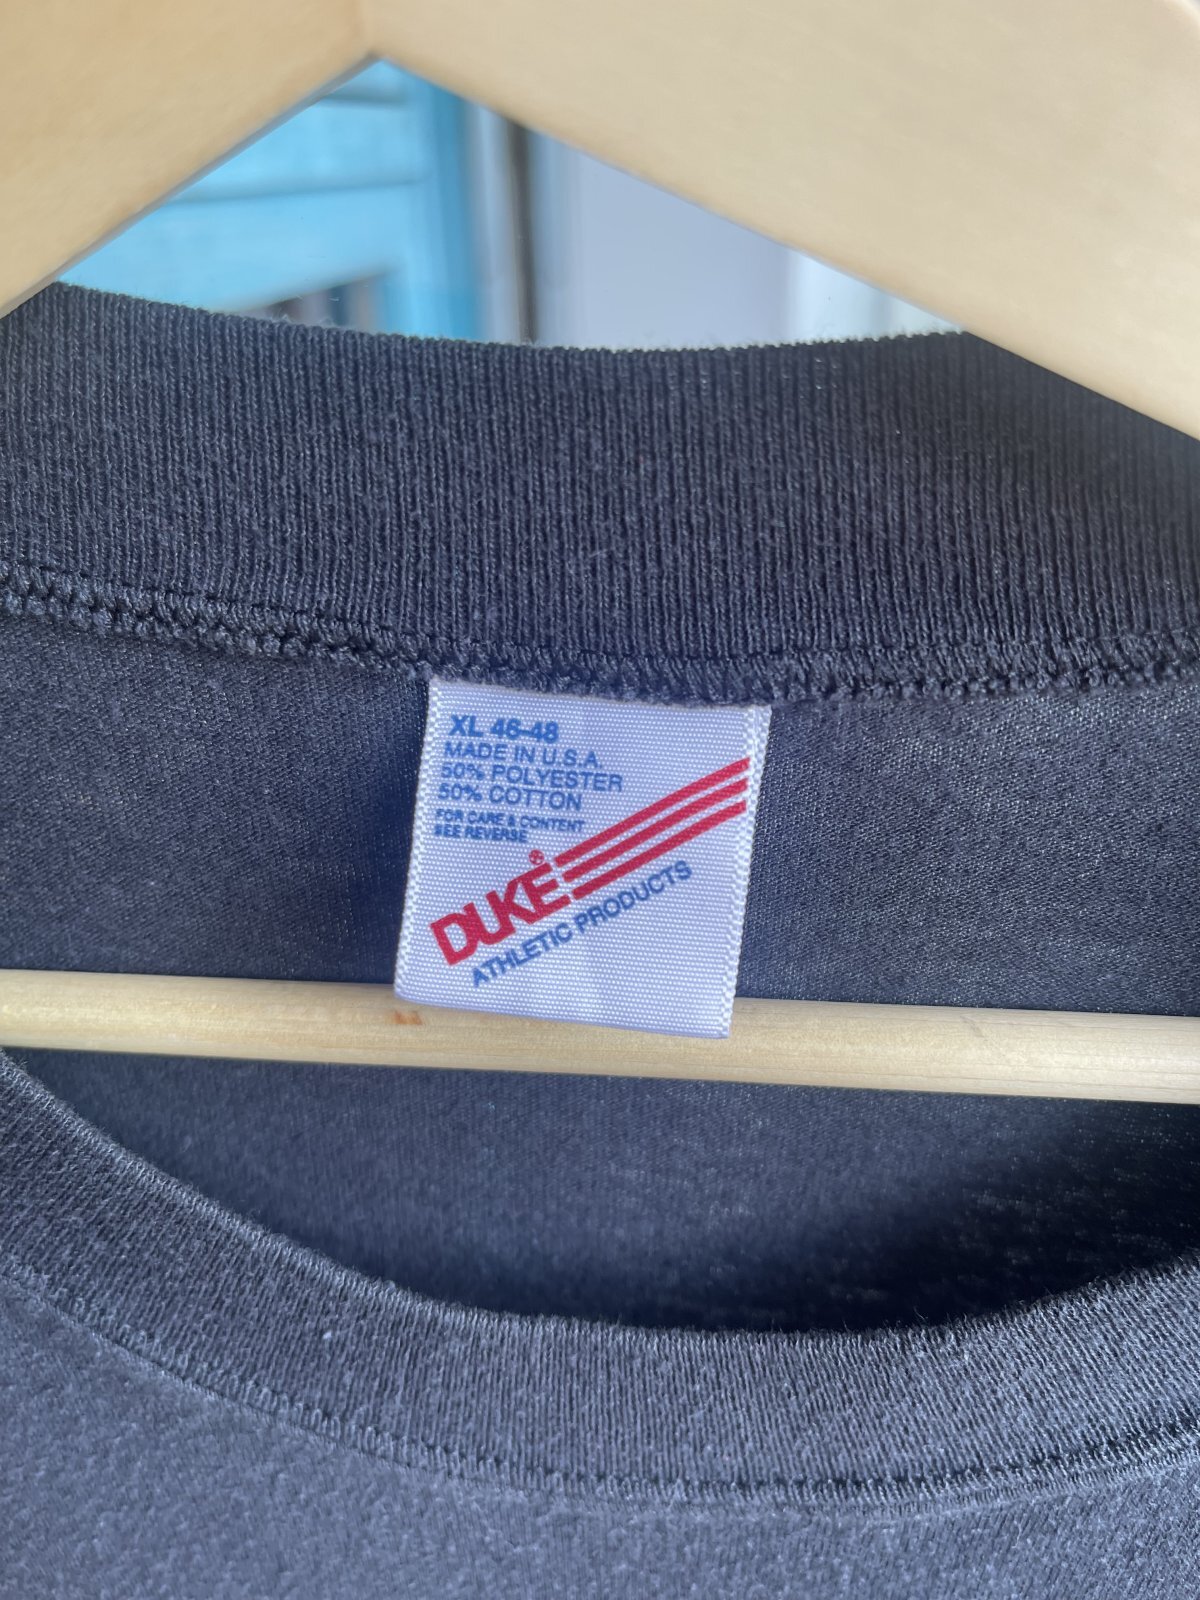 XL 46-48
MADE IN U.S.A.
50% POLYESTER
50% COTTON
FOR CARE & CONTENT
SEE REVERSE
DUKE®
ATHLETIC PRODUCTS